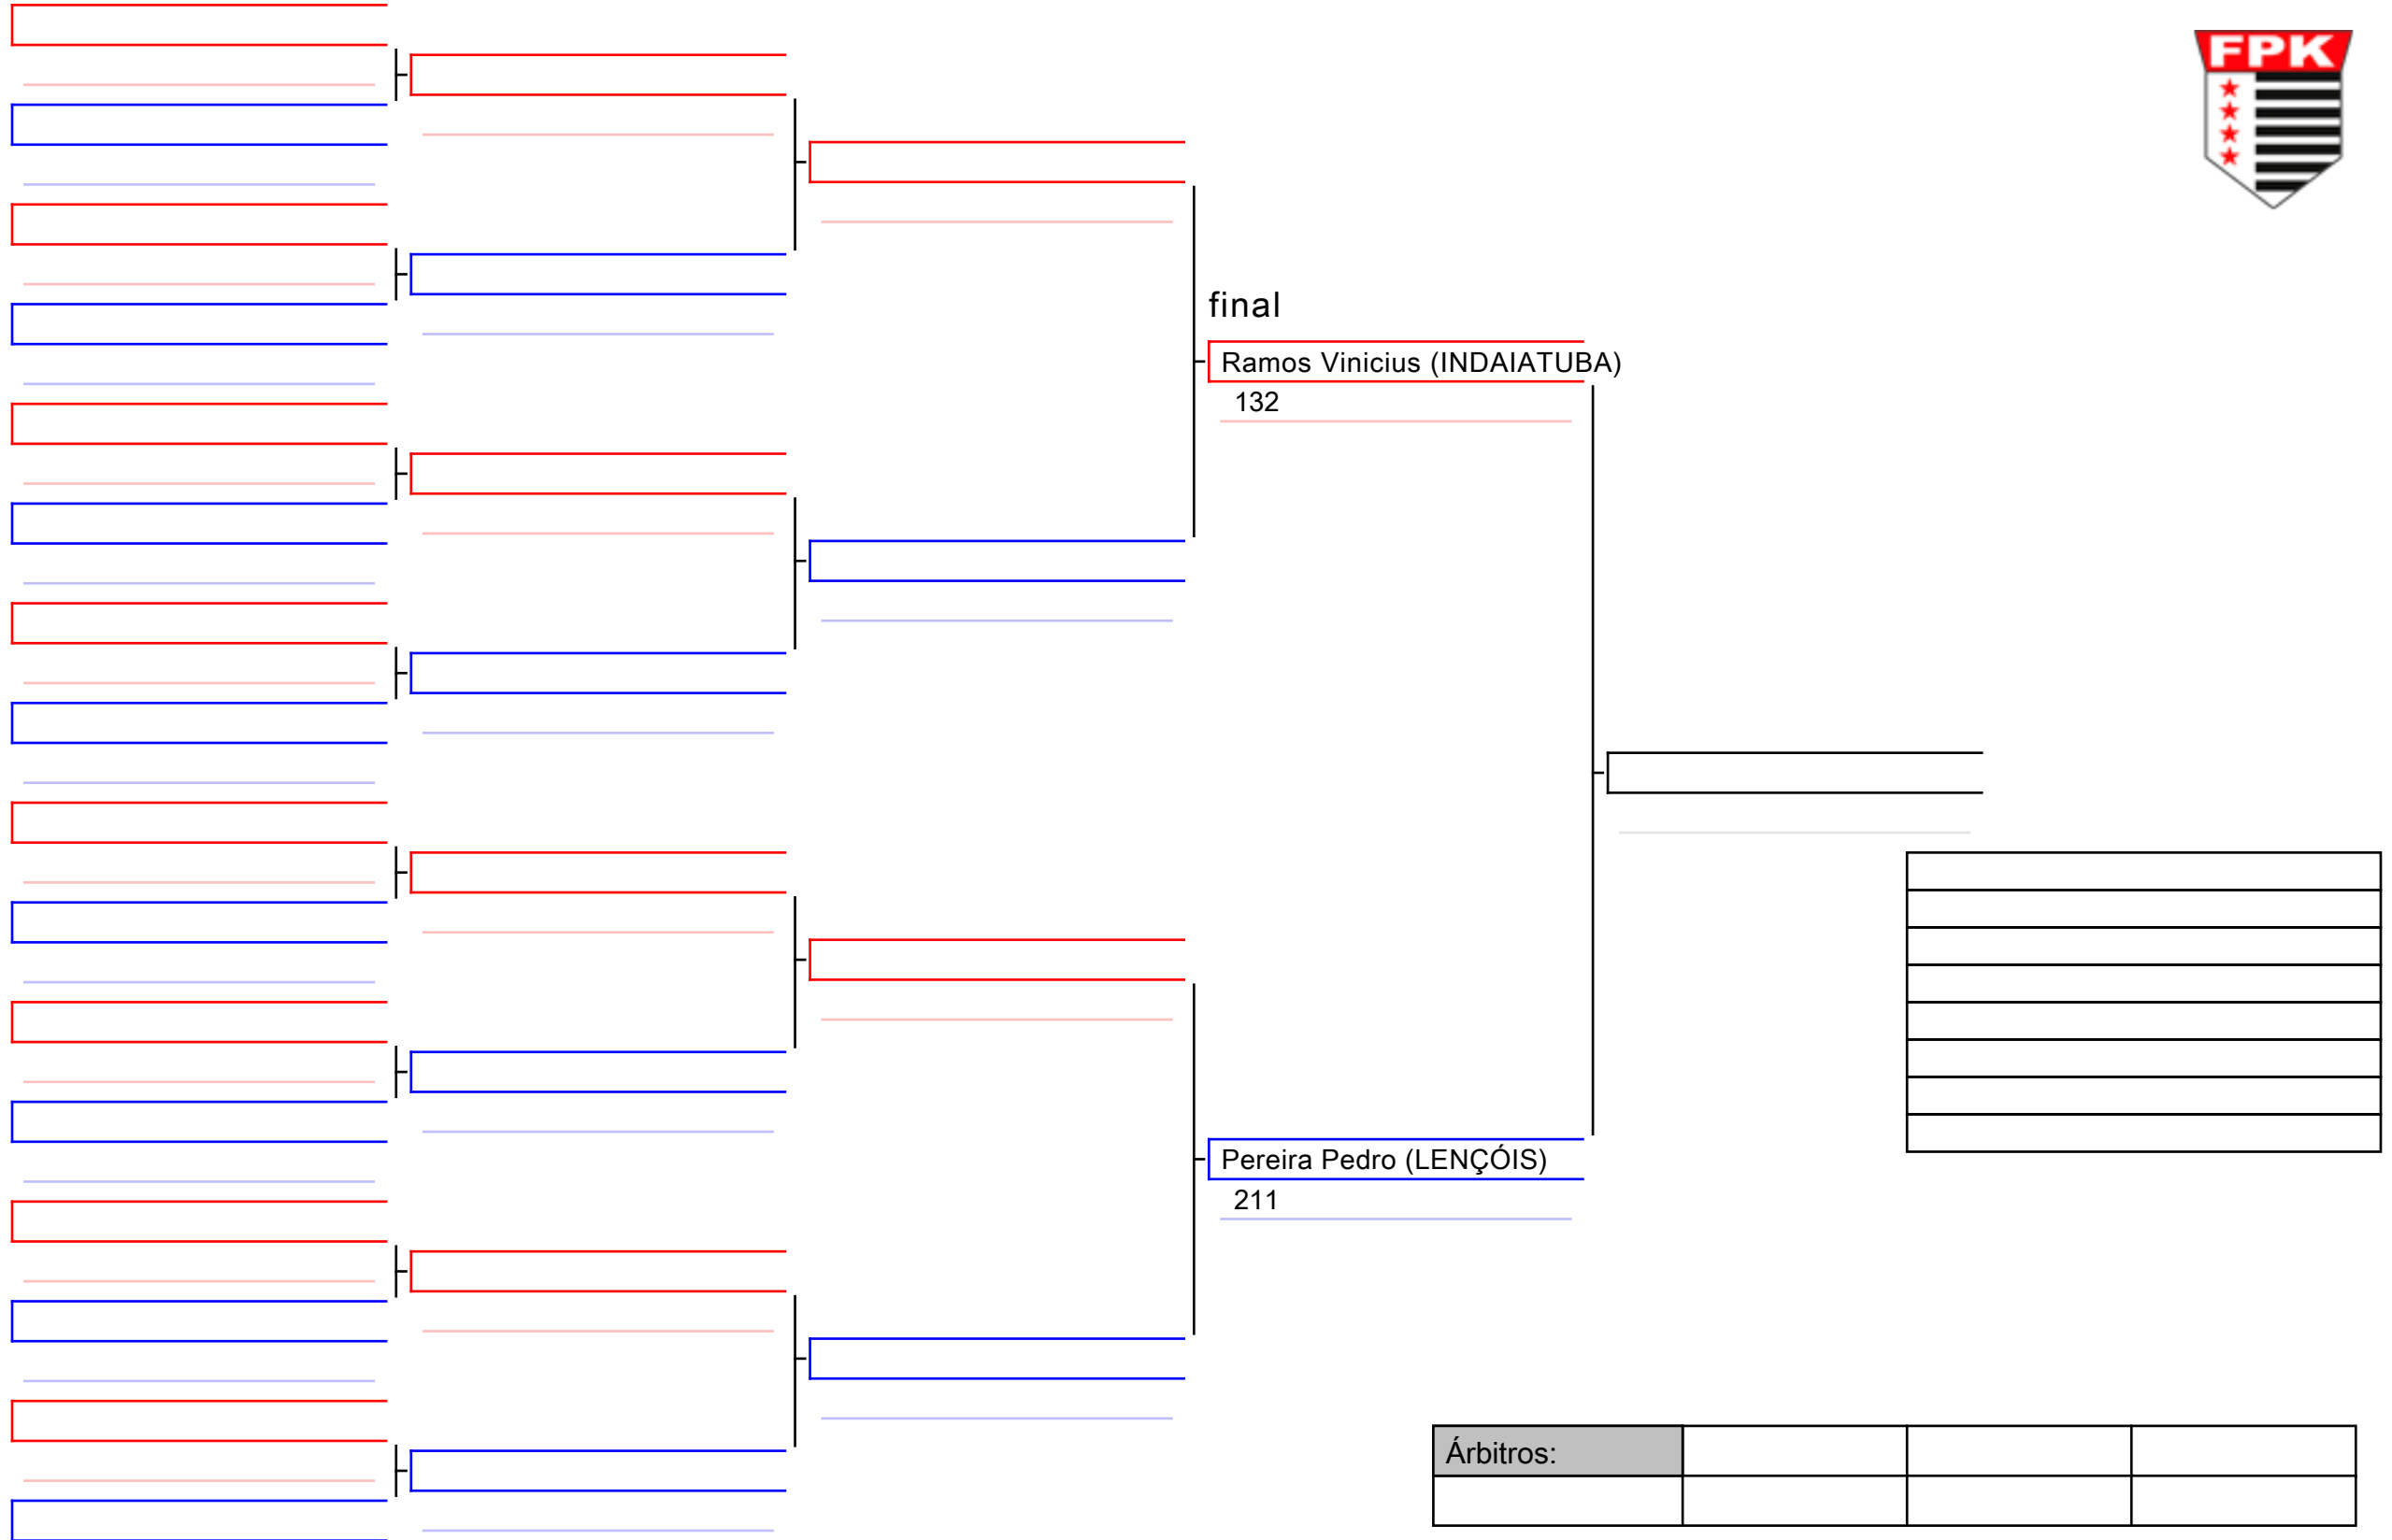 FPK
final
Ramos Vinicius (INDAIATUBA)
132
Pereira Pedro (LENÇÓIS)
211
Árbitros: